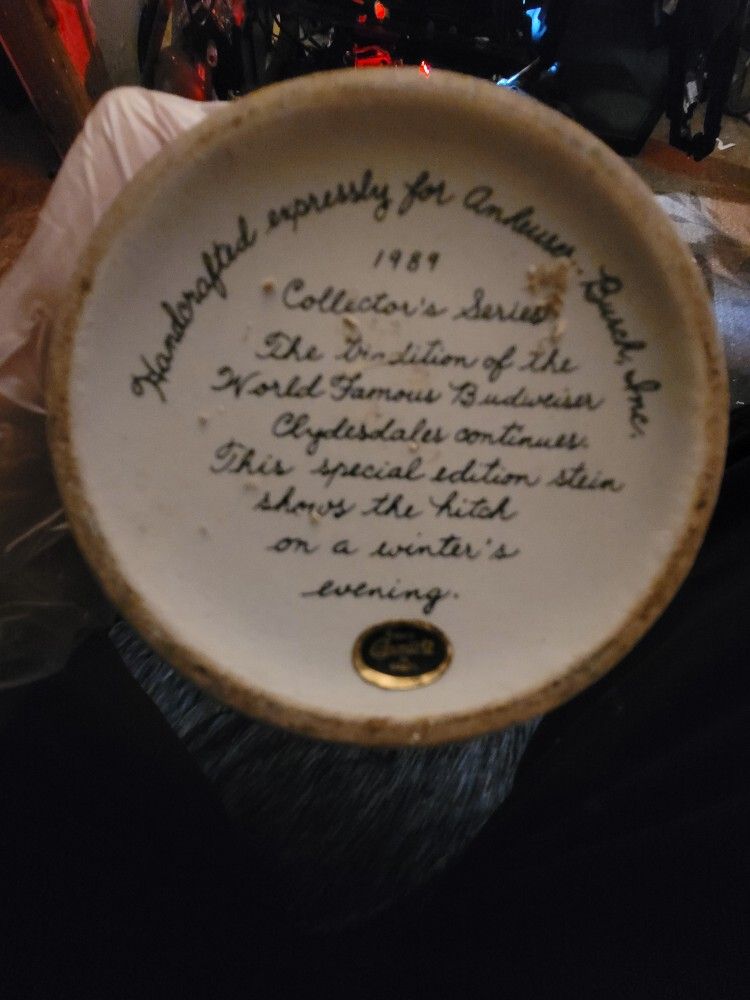 Handcrafted expressly for Anheuser-Busch, Inc.
1989
Collector's Series
The tradition of the
World Famous Budweiser
Clydesdales continues.
This special edition stein
shows the hitch
on a winter's
evening.